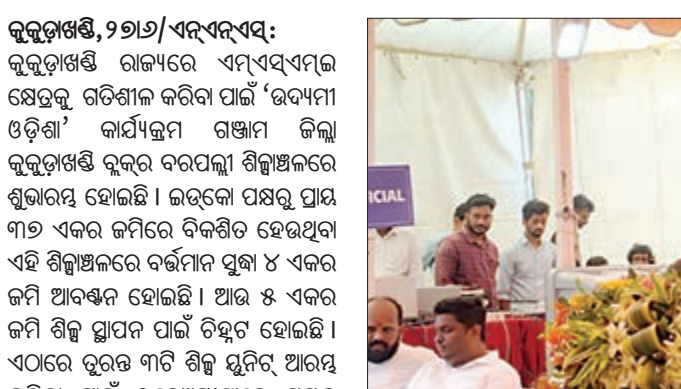 କୁକୁଡ଼ାଖଣ୍ଡି,୨୭ା୬/ଏନ୍ଏନ୍ଏସ୍:
କୁକୁଡ଼ାଖଣ୍ଡି ରାଜ୍ୟରେ ଏମ୍ଏସ୍ଏମ୍ଇ
କ୍ଷେତ୍ରକୁ ଗତିଶୀଳ କରିବା ପାଇଁ ‘ଉଦ୍ୟମୀ
ଓଡ଼ିଶା’ କାର୍ଯ୍ୟକ୍ରମ ଗଞ୍ଜାମ ଜିଲ୍ଲା
କୁକୁଡ଼ାଖଣ୍ଡି ବ୍ଲକ୍‌ର ବରପଲ୍ଲୀ ଶିଳ୍ପାଞ୍ଚଳରେ
ଶୁଭାରମ୍ଭ ହୋଇଛି । ଇଡ୍‌କୋ ପକ୍ଷରୁ ପ୍ରାୟ
୩୭ ଏକର ଜମିରେ ବିକଶିତ ହେଉଥିବା
ଏହି ଶିଳ୍ପାଞ୍ଚଳରେ ବର୍ତ୍ତମାନ ସୁଦ୍ଧା ୪ ଏକର
ଜମି ଆବଣ୍ଟନ ହୋଇଛି । ଆଉ ୫ ଏକର
ଜମି ଶିଳ୍ପ ସ୍ଥାପନ ପାଇଁ ଚିହ୍ନଟ ହୋଇଛି ।
ଏଠାରେ ତୁରନ୍ତ ୩ଟି ଶିଳ୍ପ ୟୁନିଟ୍ ଆରମ୍ଭ
ICIAL